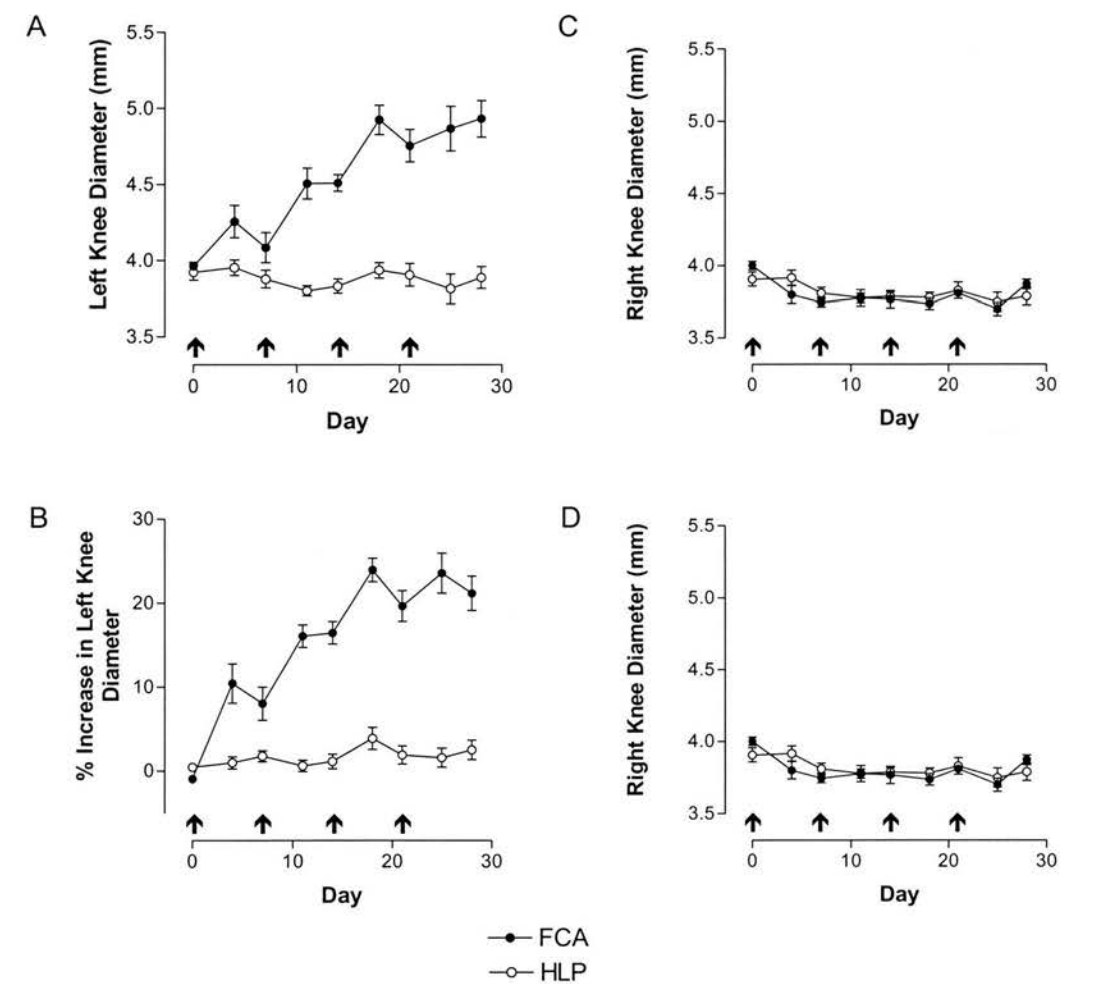 A
Left Knee Diameter (mm)
5.5
5.0
4.5
4.0
3.5
0 10 20 30
Day
C
Right Knee Diameter (mm)
5.5
5.0
4.5
4.0
3.5
0 10 20 30
Day
B
% Increase in Left Knee
Diameter
30
20
10
0
0 10 20 30
Day
D
Right Knee Diameter (mm)
5.5
5.0
4.5
4.0
3.5
0 10 20 30
Day
FCA
HLP